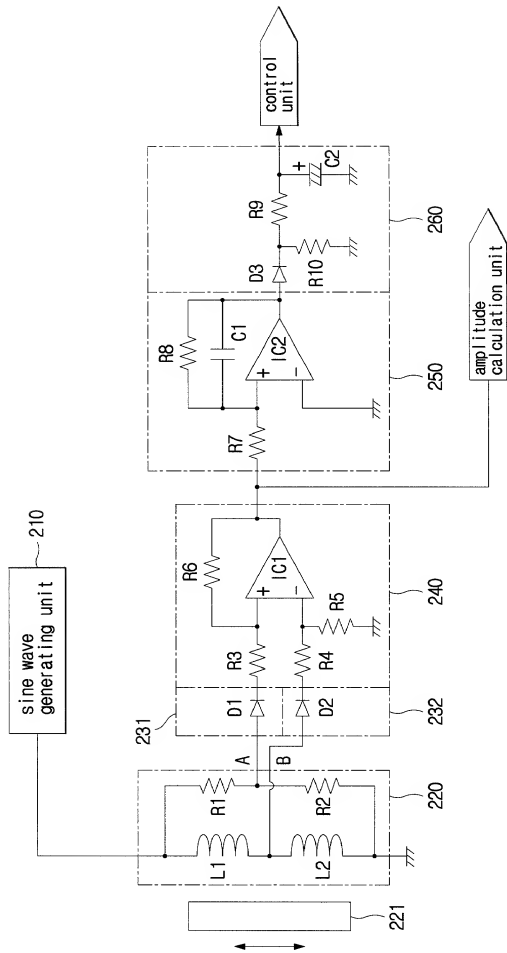 sine wave
generating unit
210
control
unit
R8
C1
R7
+
-
IC2
D3
R9
R10
+
C2
250
260
amplitude
calculation unit
R6
231
D1
R3
+
-
IC1
D2
R4
R5
232
240
A
B
R1
R2
L1
L2
220
221